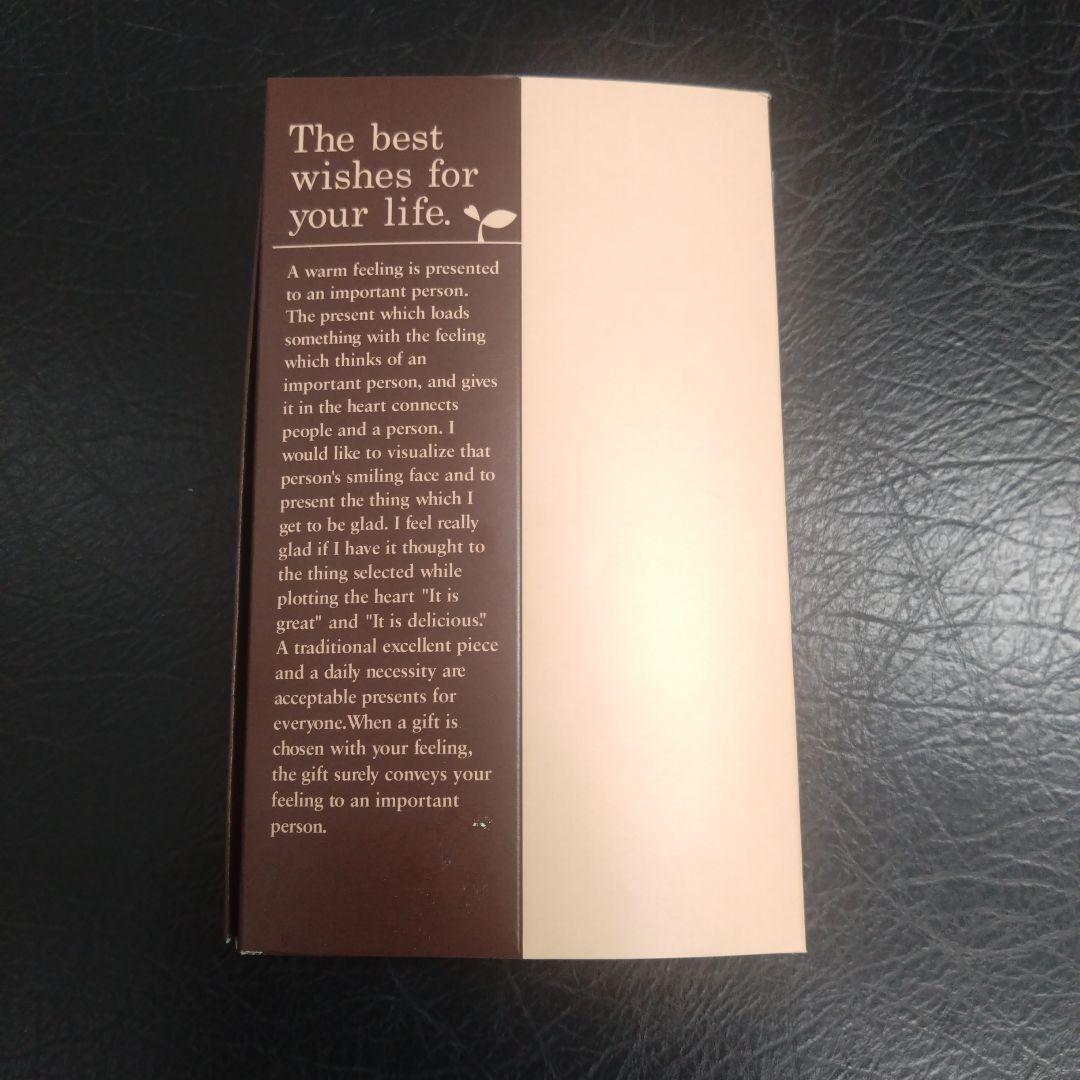 The best
wishes for
your life.
A warm feeling is presented
to an important person.
The present which loads
something with the feeling
which thinks of an
important person, and gives
it in the heart connects
people and a person. I
would like to visualize that
person's smiling face and to
present the thing which I
get to be glad. I feel really
glad if I have it thought to
the thing selected while
plotting the heart "It is
great" and "It is delicious."
A traditional excellent piece
and a daily necessity are
acceptable presents for
everyone.When a gift is
chosen with your feeling,
the gift surely conveys your
feeling to an important
person.